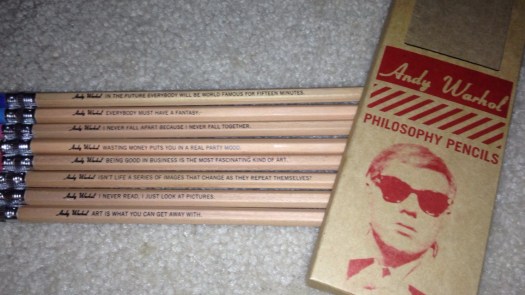 Andy Warhol IN THE FUTURE EVERYBODY WILL BE WORLD FAMOUS FOR FIFTEEN MINUTES.
Andy Warhol EVERYBODY MUST HAVE A FANTASY.
Andy Warhol I NEVER FALL APART BECAUSE I NEVER FALL TOGETHER.
Andy Warhol WASTING MONEY PUTS YOU IN A REAL PARTY MOOD.
Andy Warhol BEING GOOD IN BUSINESS IS THE MOST FASCINATING KIND OF ART.
Andy Warhol ISN'T LIFE A SERIES OF IMAGES THAT CHANGE AS THEY REPEAT THEMSELVES?
Andy Warhol I NEVER READ, I JUST LOOK AT PICTURES.
Andy Warhol ART IS WHAT YOU CAN GET AWAY WITH.
Andy Warhol
PHILOSOPHY PENCILS